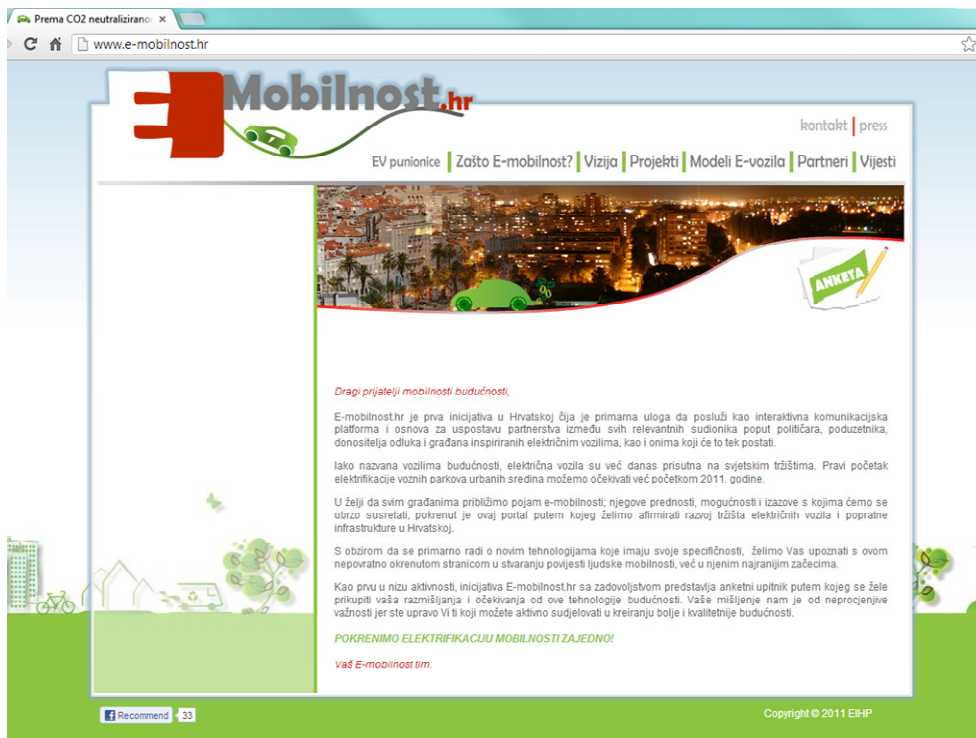 Prema CO2 neutralizirano
www.e-mobilnost.hr
E Mobilnost.hr
kontakt | press
EV punionice | Zašto E-mobilnost? | Vizija | Projekti | Modeli E-vozila | Partneri | Vijesti
ANKETA
Dragi prijatelji mobilnosti budućnosti,
E-mobilnost.hr je prva inicijativa u Hrvatskoj čija je primarna uloga da posluži kao interaktivna komunikacijska
platforma i osnova za uspostavu partnerstva između svih relevantnih sudionika poput političara, poduzetnika,
donositelja odluka i građana inspiriranih električnim vozilima, kao i onima koji će to tek postati.
Iako nazvana vozilima budućnosti, električna vozila su već danas prisutna na svjetskim tržištima. Pravi početak
elektrifikacije voznih parkova urbanih sredina možemo očekivati već početkom 2011. godine.
U želji da svim građanima približimo pojam e-mobilnosti; njegove prednosti, mogućnosti i izazove s kojima ćemo se
ubrzo susretati, pokrenut je ovaj portal putem kojeg želimo afirmirati razvoj tržišta električnih vozila i popratne
infrastrukture u Hrvatskoj.
S obzirom da se primarno radi o novim tehnologijama koje imaju svoje specifičnosti, želimo Vas upoznati s ovom
nepovratno okrenutom stranicom u stvaranju povijesti ljudske mobilnosti, već u njenim najranijim začecima.
Kao prvu u nizu aktivnosti, inicijativa E-mobilnost.hr sa zadovoljstvom predstavlja anketni upitnik putem kojeg se žele
prikupiti vaša razmišljanja i očekivanja od ove tehnologije budućnosti. Vaše mišljenje nam je od neprocjenjive
važnosti jer ste upravo Vi ti koji možete aktivno sudjelovati u kreiranju bolje i kvalitetnije budućnosti.
POKRENIMO ELEKTRIFIKACIJU MOBILNOSTI ZAJEDNO!
Vaš E-mobilnost tim.
Recommend 33
Copyright © 2011 EIHP